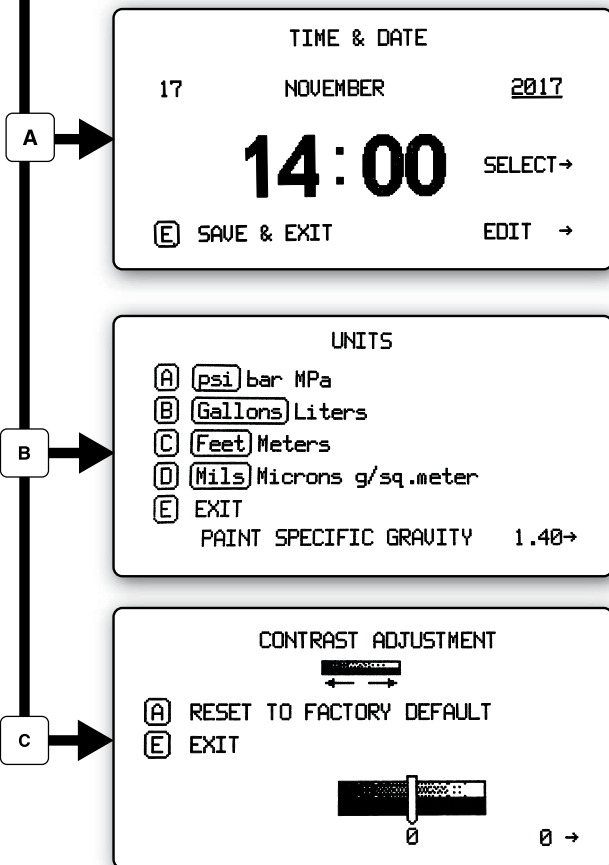 TIME & DATE
17 NOVEMBER 2017
A
14:00 SELECT→
E SAVE & EXIT EDIT →
UNITS
A psi bar MPa
B Gallons Liters
B
C Feet Meters
D Mils Microns g/sq.meter
E EXIT
PAINT SPECIFIC GRAVITY 1.40→
CONTRAST ADJUSTMENT
A RESET TO FACTORY DEFAULT
C
E EXIT
0 0 →